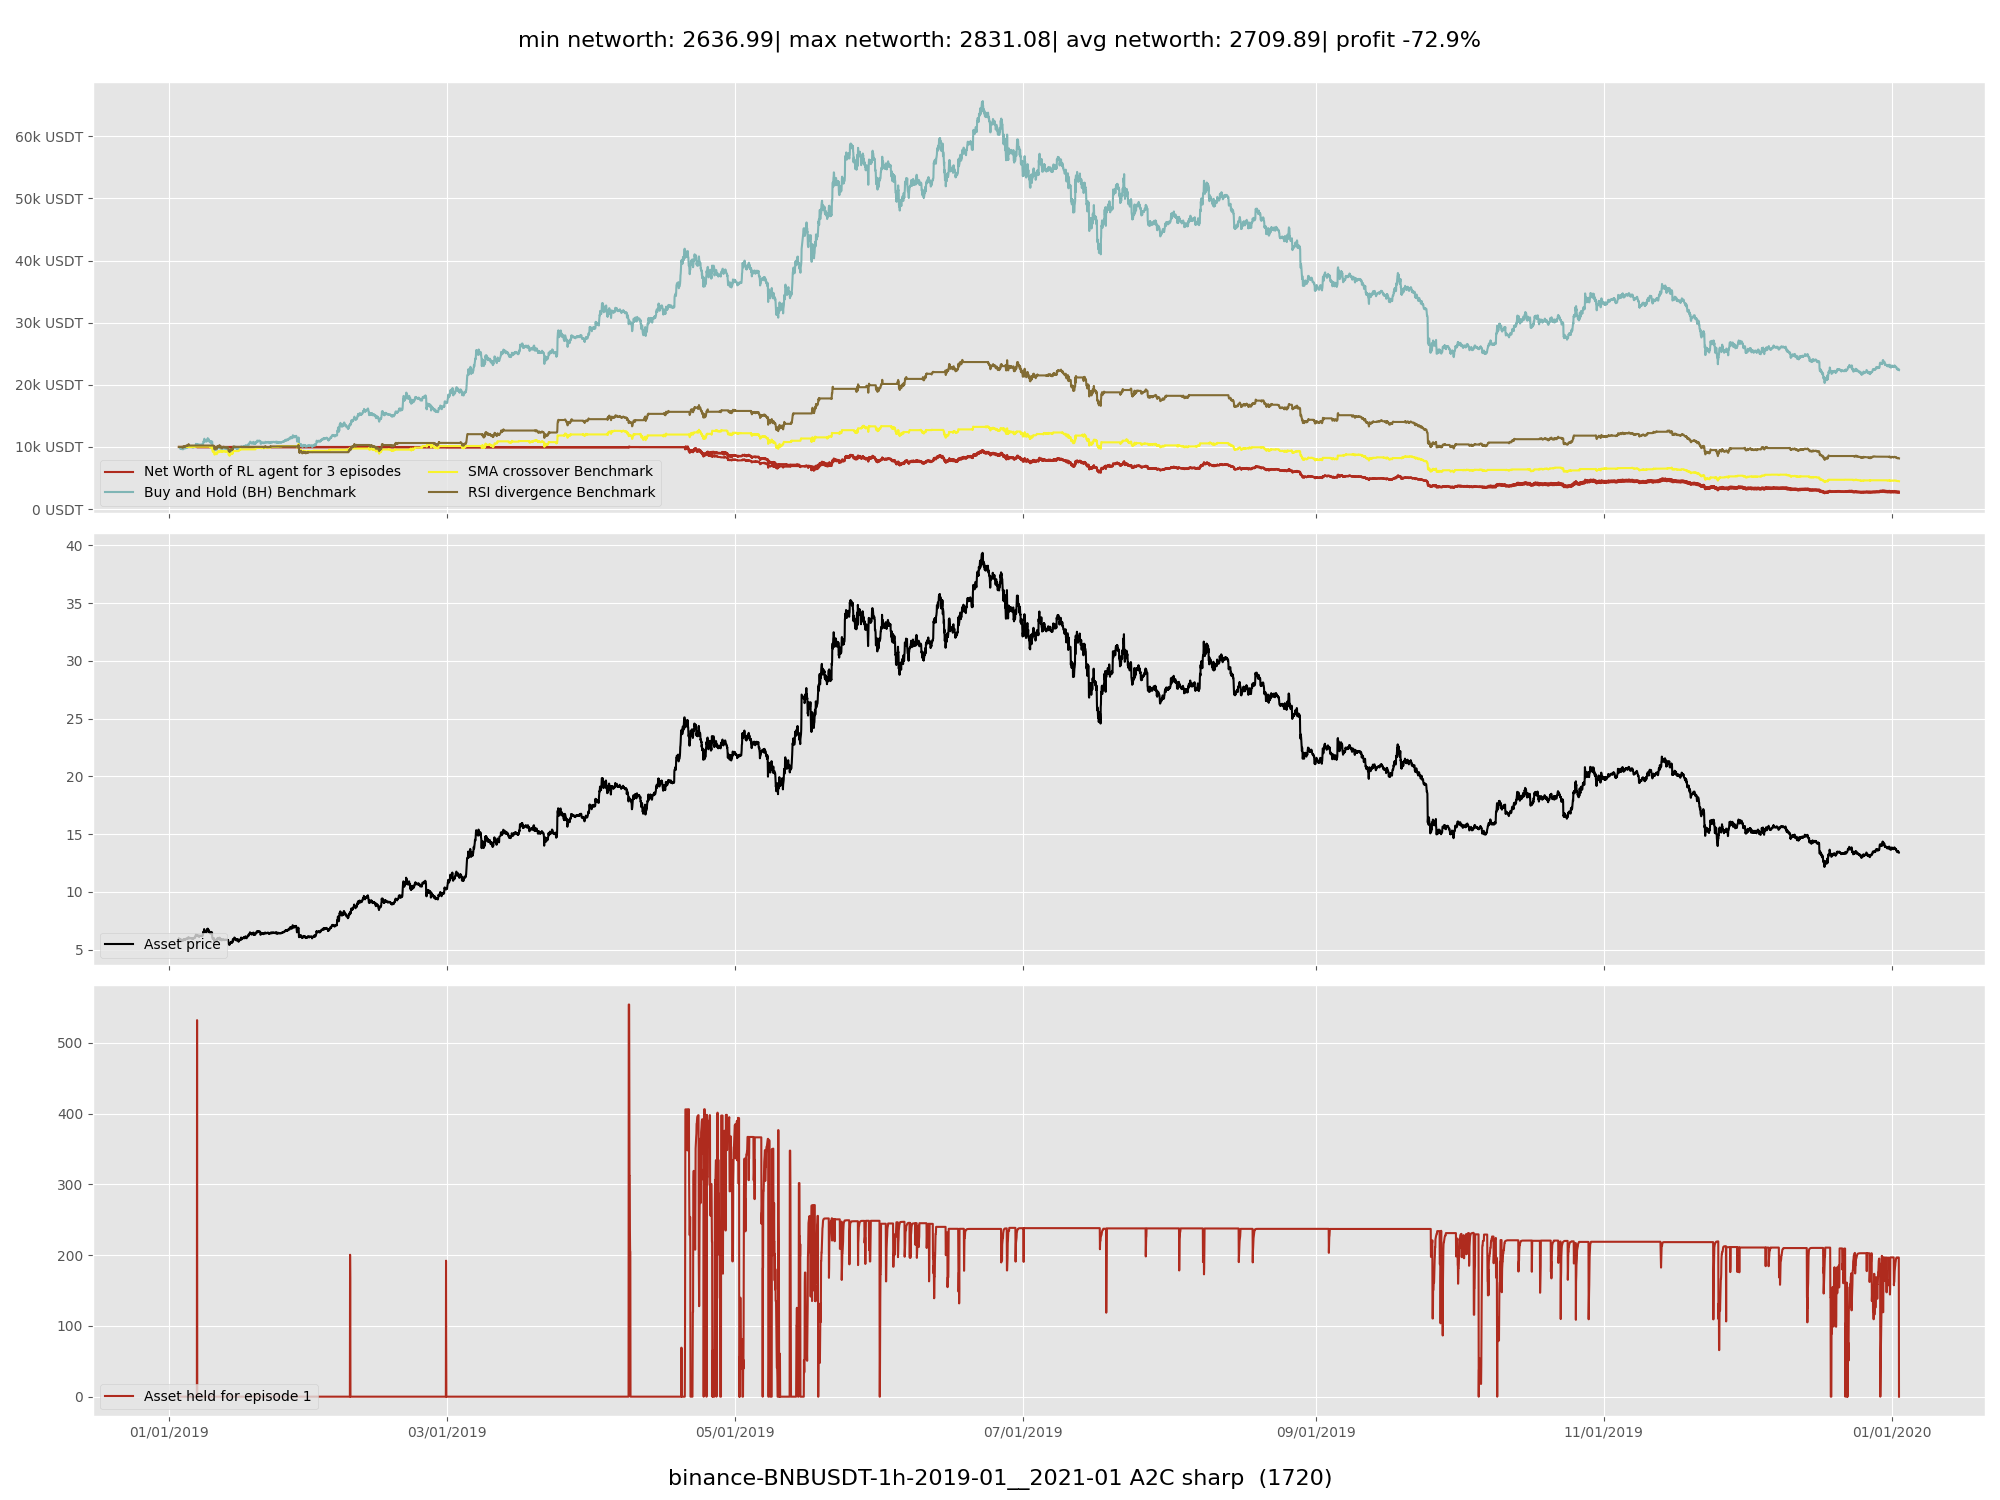 min networth: 2636.99| max networth: 2831.08| avg networth: 2709.89| profit -72.9%
60k USDT
50k USDT
40k USDT
30k USDT
20k USDT
10k USDT
0 USDT
Net Worth of RL agent for 3 episodes
Buy and Hold (BH) Benchmark
SMA crossover Benchmark
RSI divergence Benchmark
40
35
30
25
20
15
10
5
Asset price
500
400
300
200
100
0
Asset held for episode 1
01/01/2019 03/01/2019 05/01/2019 07/01/2019 09/01/2019 11/01/2019 01/01/2020
binance-BNBUSDT-1h-2019-01__2021-01 A2C sharp  (1720)